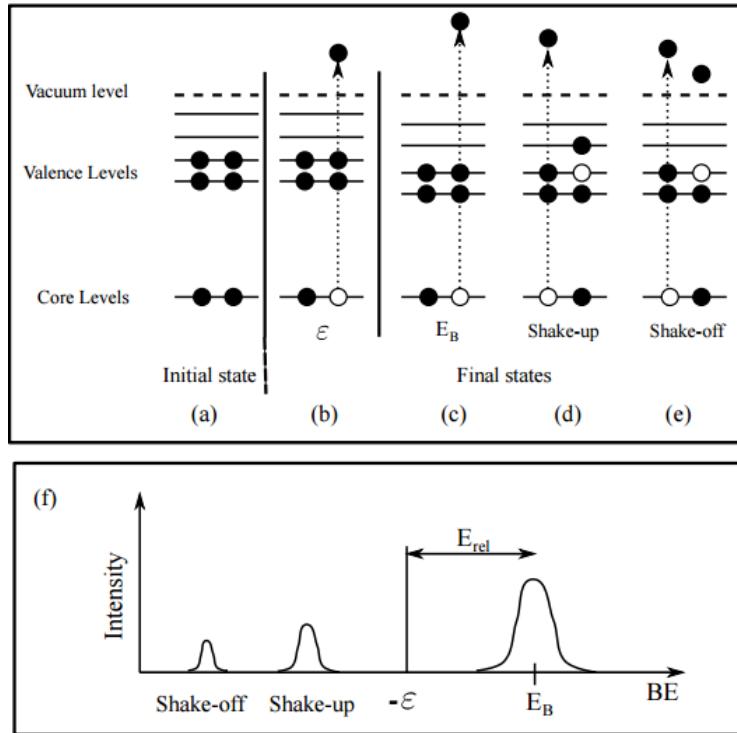 Vacuum level
Valence Levels
Core Levels
ε
E_B
Shake-up
Shake-off
Initial state
Final states
(a)
(b)
(c)
(d)
(e)
(f)
E_rel
Intensity
Shake-off
Shake-up
-ε
E_B
BE